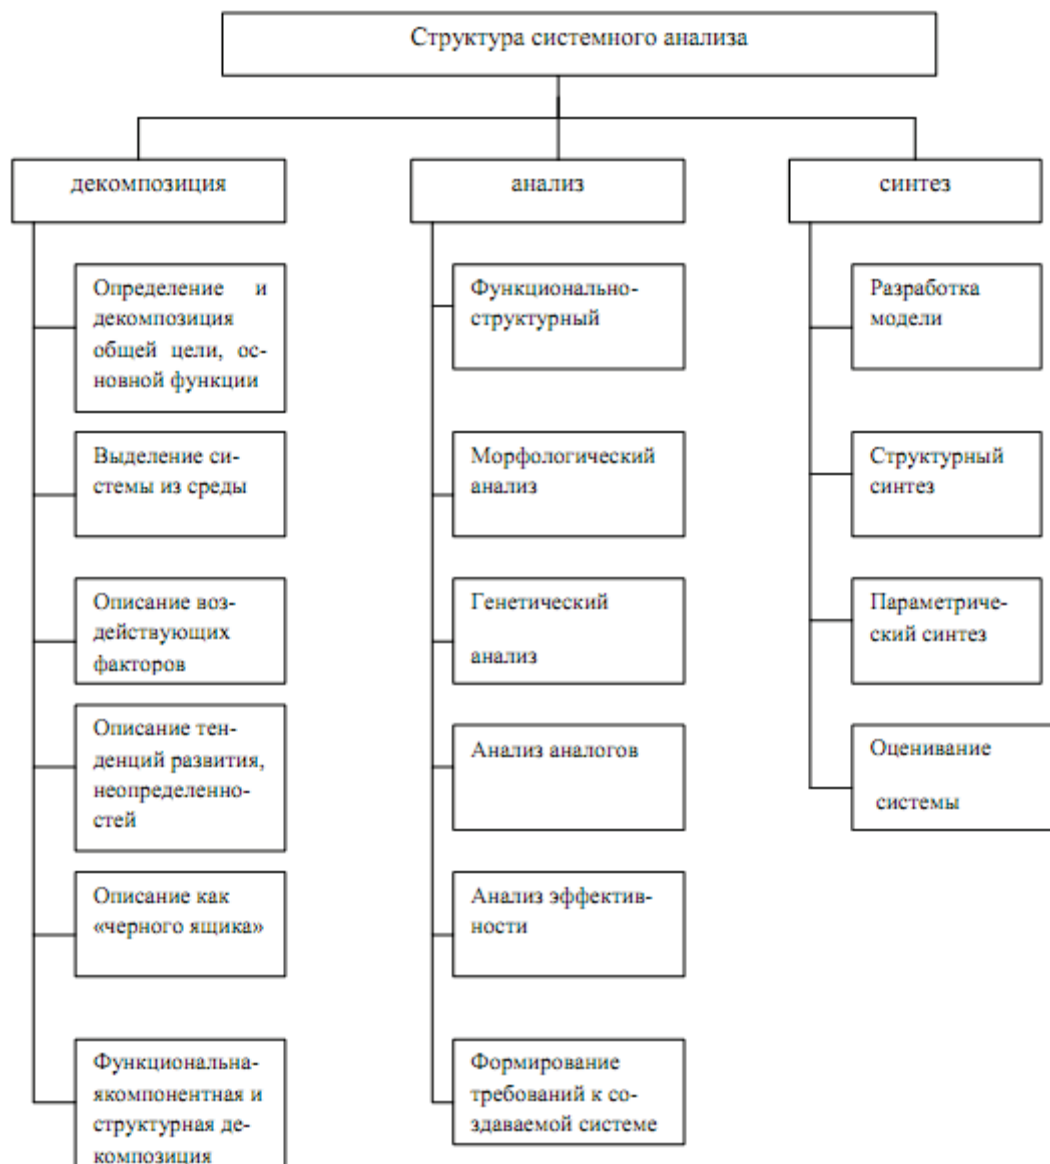 Структура системного анализа
декомпозиция
Определение и
декомпозиция
общей цели, ос-
новной функции
Выделение си-
стемы из среды
Описание воз-
действующих
факторов
Описание тен-
денций развития,
неопределенно-
стей
Описание как
«черного ящика»
Функциональна-
якомпонентная и
структурная де-
композиция
анализ
Функционально-
структурный
Морфологический
анализ
Генетический
анализ
Анализ аналогов
Анализ эффектив-
ности
Формирование
требований к со-
здаваемой системе
синтез
Разработка
модели
Структурный
синтез
Параметриче-
ский синтез
Оценивание
системы